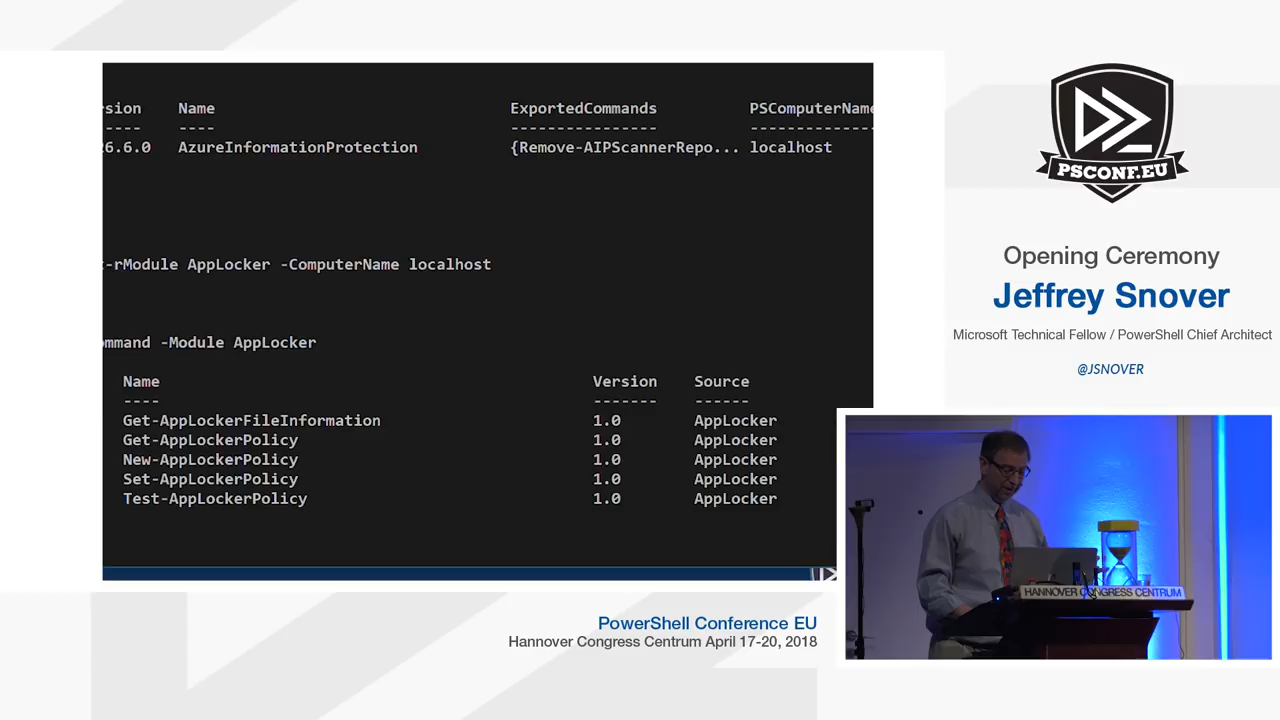 rsion Name ExportedCommands PSComputerName
---- ---- ---------------- -------------
26.6.0 AzureInformationProtection {Remove-AIPScannerRepo... localhost
t-rModule AppLocker -ComputerName localhost
ommand -Module AppLocker
Name Version Source
---- ------- ------
Get-AppLockerFileInformation 1.0 AppLocker
Get-AppLockerPolicy 1.0 AppLocker
New-AppLockerPolicy 1.0 AppLocker
Set-AppLockerPolicy 1.0 AppLocker
Test-AppLockerPolicy 1.0 AppLocker
PSCONF.EU
Opening Ceremony
Jeffrey Snover
Microsoft Technical Fellow / PowerShell Chief Architect
@JSNOVER
HANNOVER CONGRESS CENTRUM
PowerShell Conference EU
Hannover Congress Centrum April 17-20, 2018